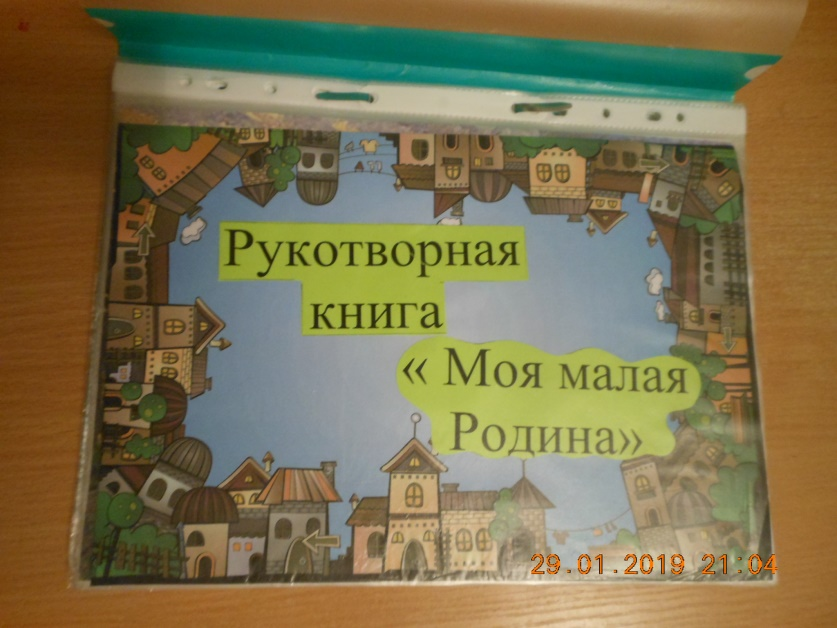 Рукотворная
книга
« Моя малая
Родина»
29.01.2019 21:04